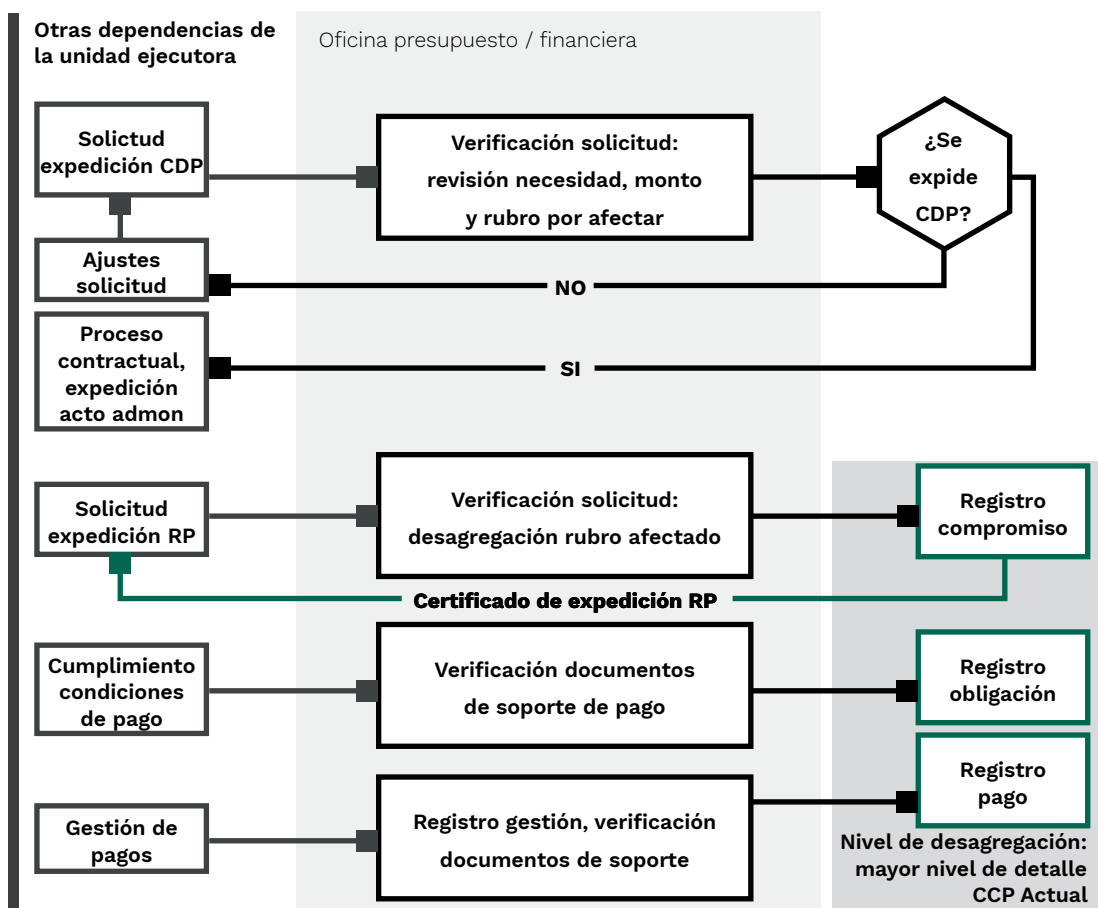 Otras dependencias de
la unidad ejecutora
Oficina presupuesto / financiera
Solictud
expedición CDP
Verificación solicitud:
revisión necesidad, monto
y rubro por afectar
¿Se
expide
CDP?
Ajustes
solicitud
NO
Proceso
contractual,
expedición
acto admon
SI
Solicitud
expedición RP
Verificación solicitud:
desagregación rubro afectado
Registro
compromiso
Certificado de expedición RP
Cumplimiento
condiciones
de pago
Verificación documentos
de soporte de pago
Registro
obligación
Gestión de
pagos
Registro gestión, verificación
documentos de soporte
Registro
pago
Nivel de desagregación:
mayor nivel de detalle
CCP Actual